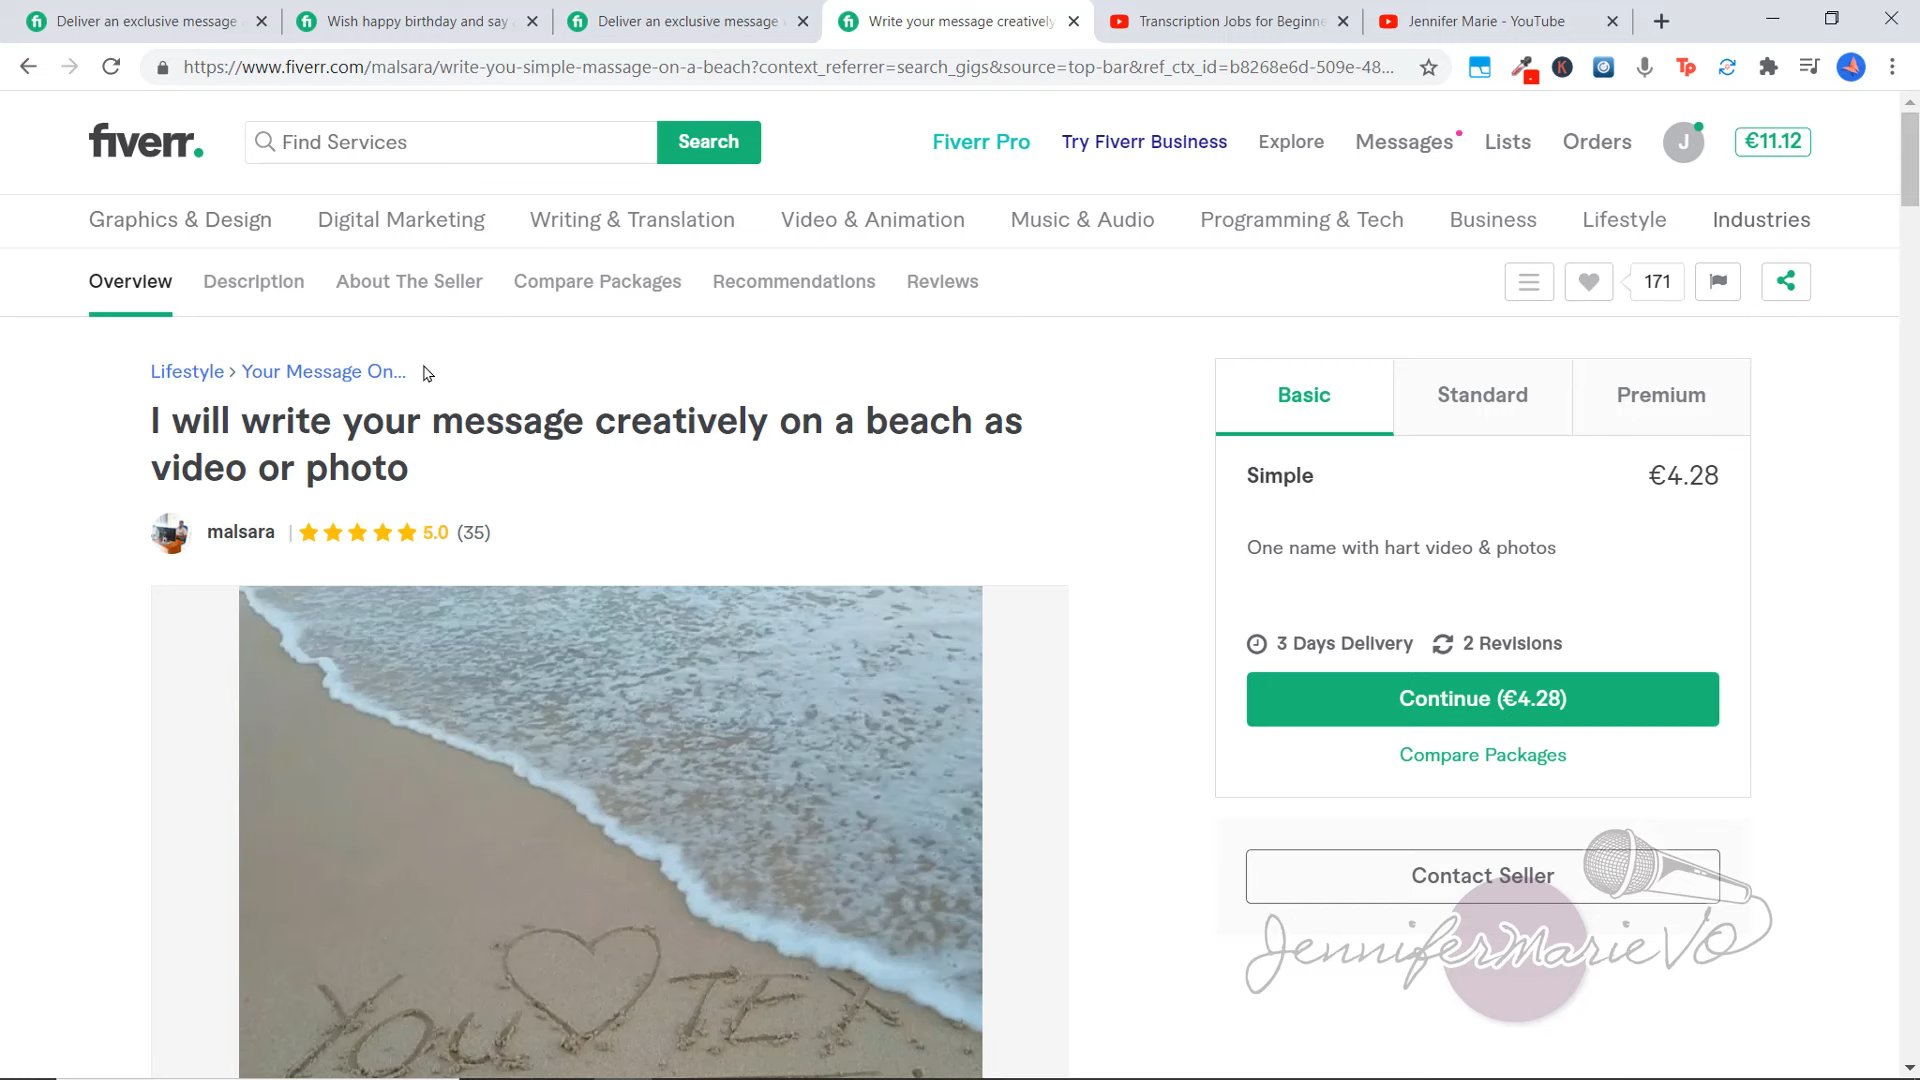 Deliver an exclusive message
Wish happy birthday and say
Deliver an exclusive message
Write your message creatively
Transcription Jobs for Beginne
Jennifer Marie - YouTube
https://www.fiverr.com/malsara/write-you-simple-massage-on-a-beach?context_referrer=search_gigs&source=top-bar&ref_ctx_id=b8268e6d-509e-48...
fiverr.
Find Services
Search
Fiverr Pro
Try Fiverr Business
Explore
Messages
Lists
Orders
J
€11.12
Graphics & Design
Digital Marketing
Writing & Translation
Video & Animation
Music & Audio
Programming & Tech
Business
Lifestyle
Industries
Overview
Description
About The Seller
Compare Packages
Recommendations
Reviews
171
Lifestyle > Your Message On...
I will write your message creatively on a beach as
video or photo
malsara | 5.0 (35)
Basic
Standard
Premium
Simple
€4.28
One name with hart video & photos
3 Days Delivery
2 Revisions
Continue (€4.28)
Compare Packages
Contact Seller
JenniferMarieVO
You TEX